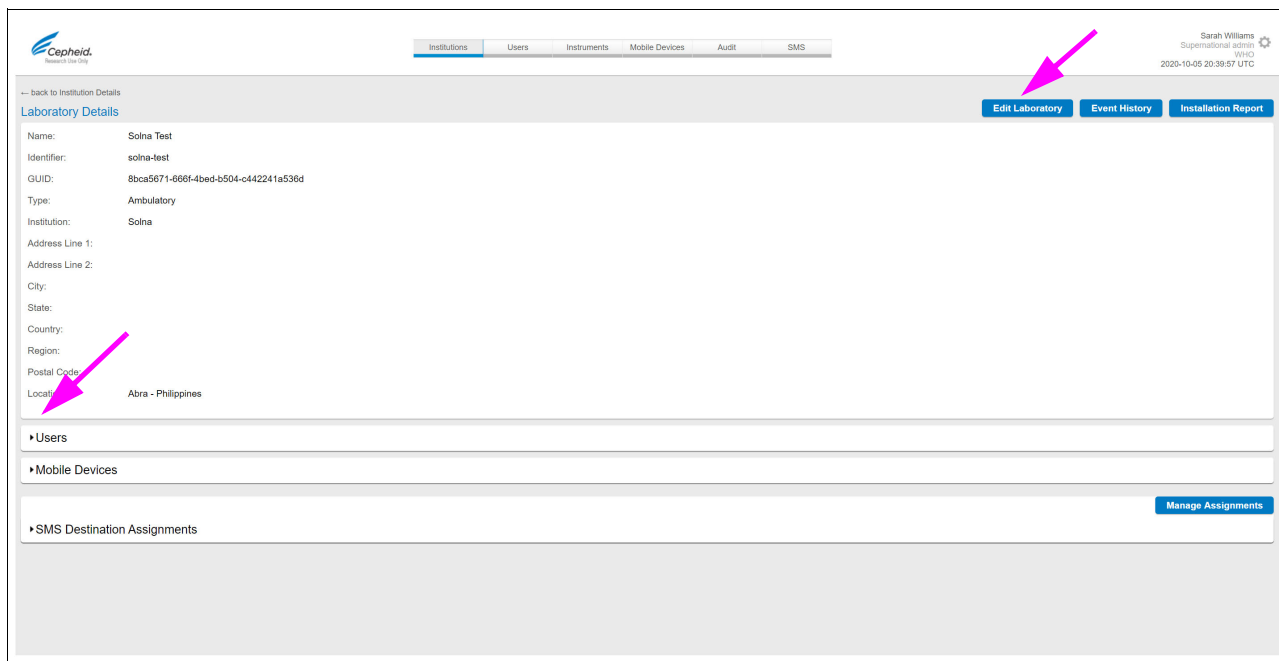 Cepheid.
Research Use Only
Institutions Users Instruments Mobile Devices Audit SMS
Sarah Williams
Supernational admin
WHO
2020-10-05 20:39:57 UTC
← back to Institution Details
Laboratory Details
Edit Laboratory Event History Installation Report
Name: Solna Test
Identifier: solna-test
GUID: 8bca5671-666f-4bed-b504-c442241a536d
Type: Ambulatory
Institution: Solna
Address Line 1:
Address Line 2:
City:
State:
Country:
Region:
Postal Code:
Abra - Philippines
Users
Mobile Devices
Manage Assignments
SMS Destination Assignments